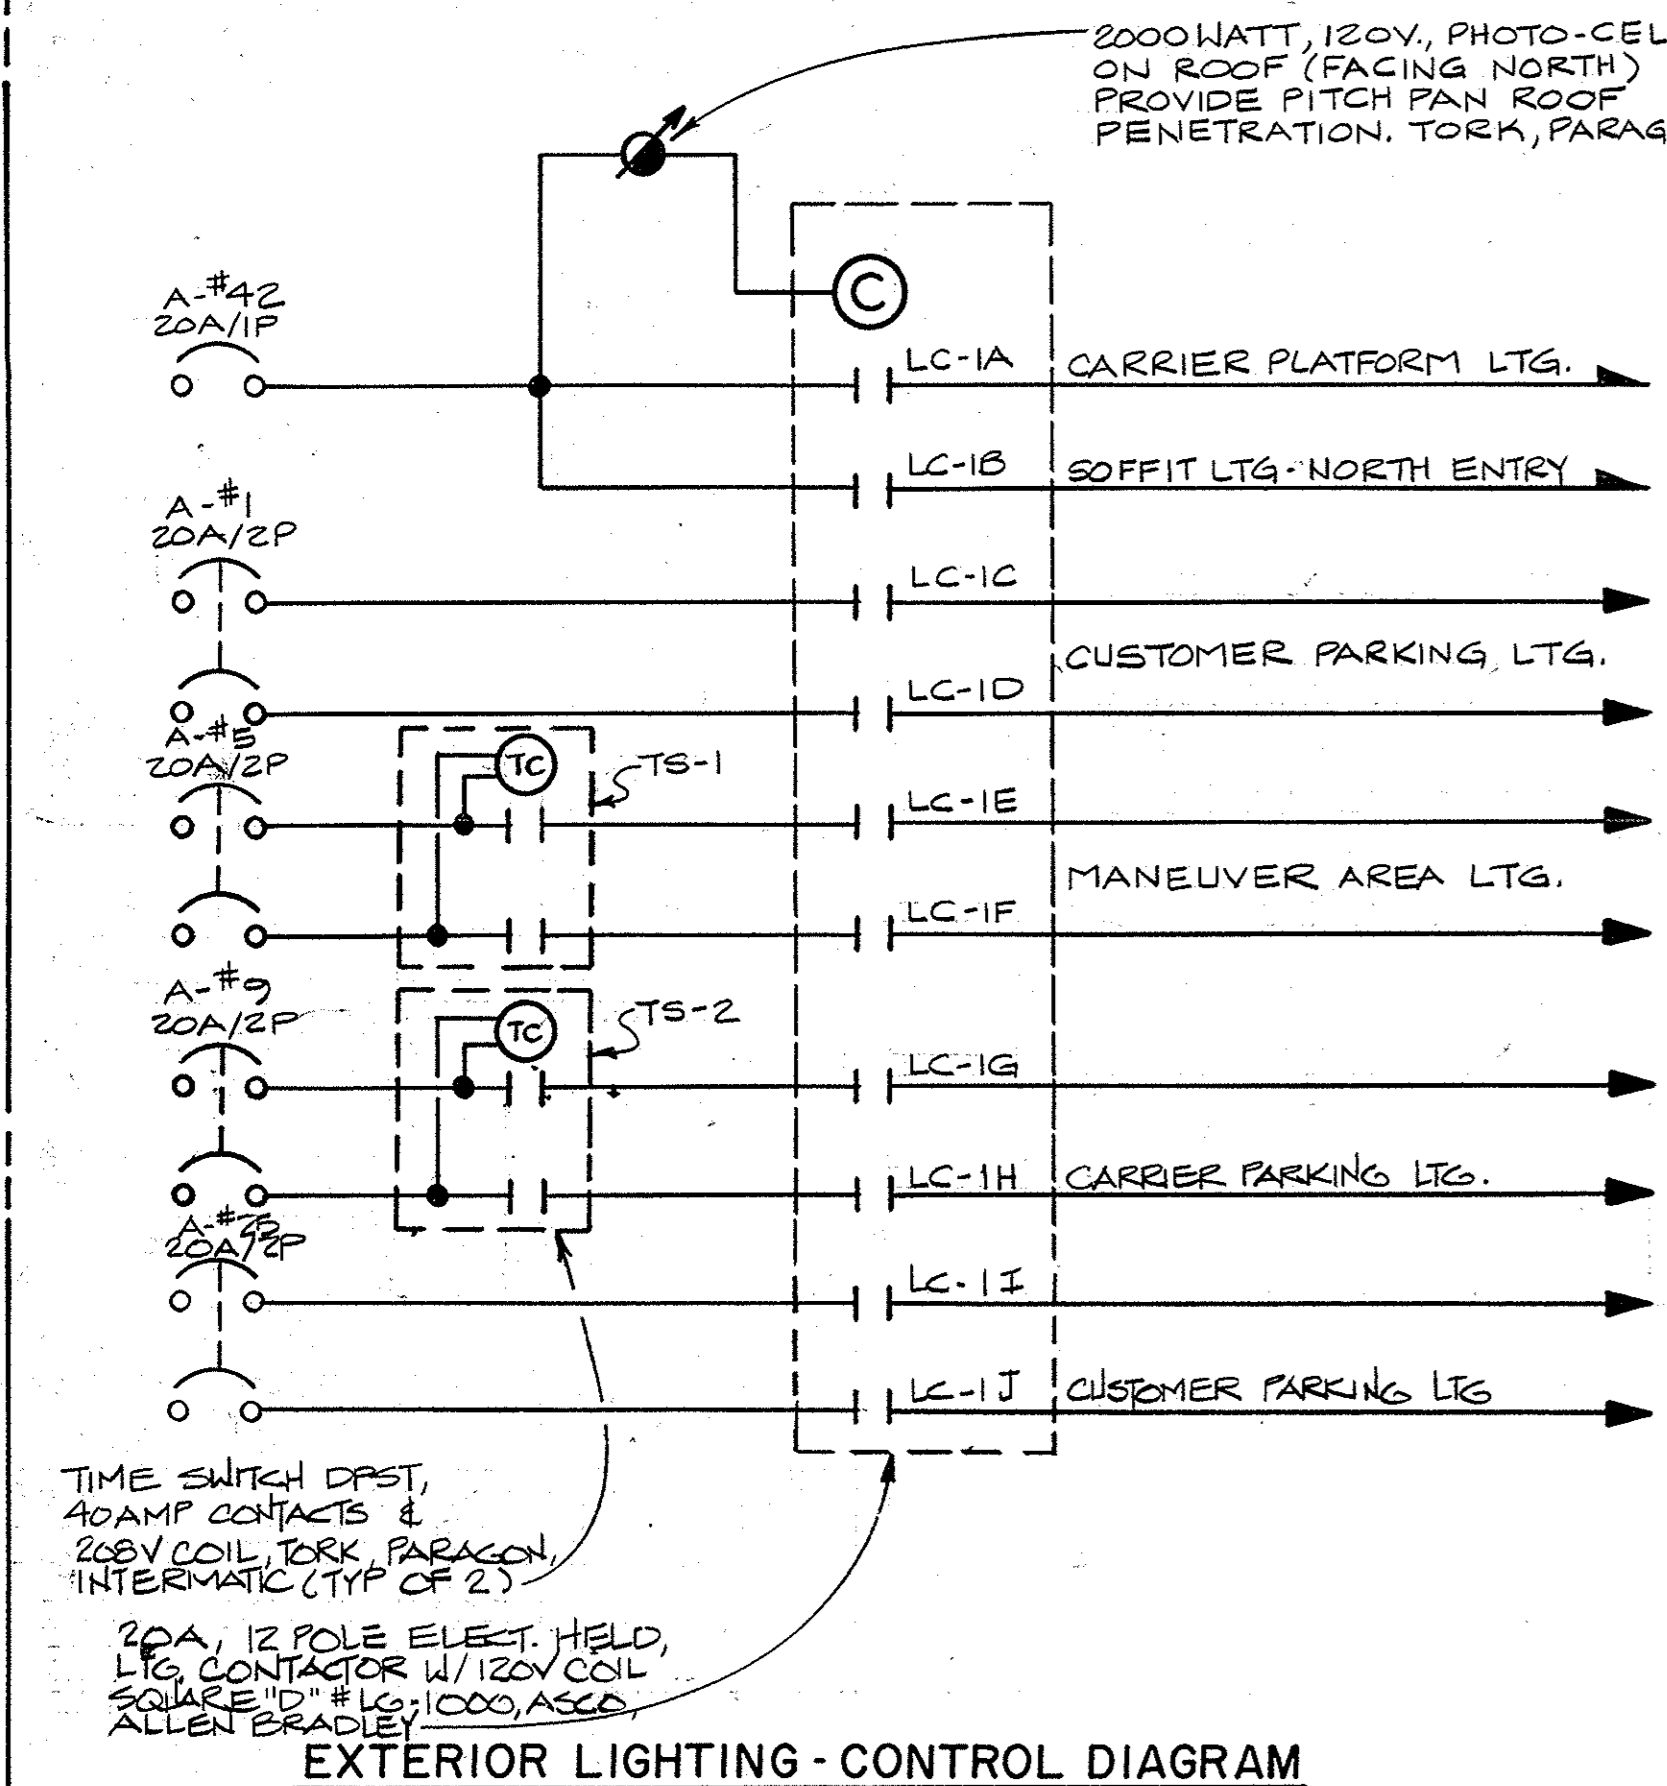 2000 WATT, 120V., PHOTO-CEL
ON ROOF (FACING NORTH)
PROVIDE PITCH PAN ROOF
PENETRATION. TORK, PARAG
C
A-#42
20A/1P
LC-1A CARRIER PLATFORM LTG.
LC-1B SOFFIT LTG-NORTH ENTRY
A-#1
20A/2P
LC-1C
CUSTOMER PARKING LTG.
LC-1D
A-#5
20A/2P
TC
TS-1
LC-1E
MANEUVER AREA LTG.
LC-1F
A-#9
20A/2P
TC
TS-2
LC-1G
LC-1H CARRIER PARKING LTG.
A-#25
20A/2P
LC-1I
LC-1J CUSTOMER PARKING LTG
TIME SWITCH DPST,
40AMP CONTACTS &
208V COIL, TORK, PARAGON,
INTERMATIC (TYP OF 2)
20A, 12 POLE ELECT. HELD,
LTG CONTACTOR W/120V COIL
SQUARE "D" #LG-1000, ASCO,
ALLEN BRADLEY
EXTERIOR LIGHTING - CONTROL DIAGRAM